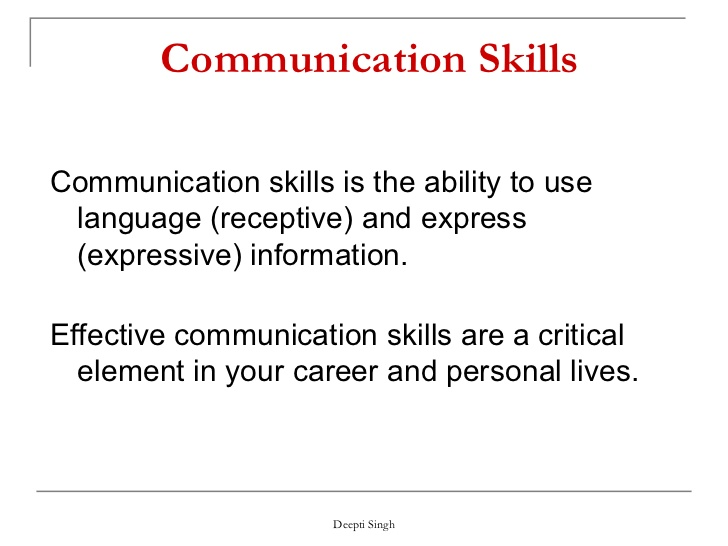 Communication Skills
Communication skills is the ability to use
language (receptive) and express
(expressive) information.
Effective communication skills are a critical
element in your career and personal lives.
Deepti Singh